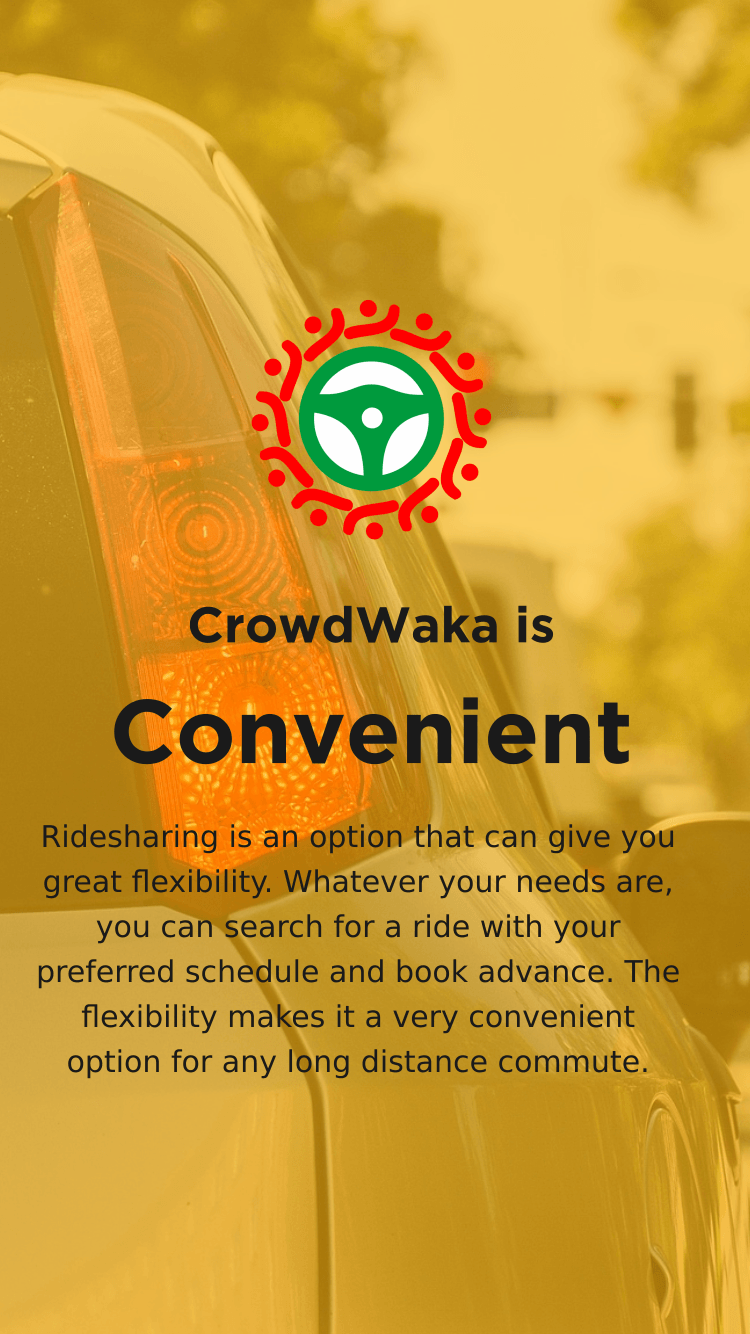 CrowdWaka is
Convenient
Ridesharing is an option that can give you
great flexibility. Whatever your needs are,
you can search for a ride with your
preferred schedule and book advance. The
flexibility makes it a very convenient
option for any long distance commute.